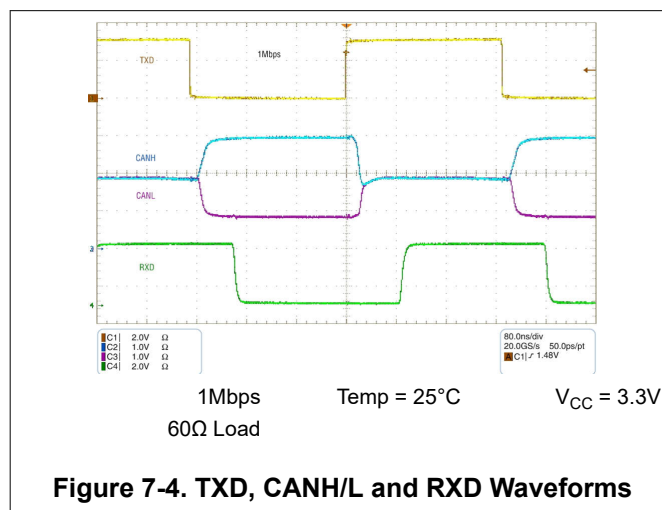 TXD
1Mbps
CANH
CANL
RXD
C1 2.0V Ω
C2 1.0V Ω
C3 1.0V Ω
C4 2.0V Ω
80.0ns/div
20.0GS/s 50.0ps/pt
A C1 / 1.48V
1Mbps Temp = 25°C V_CC = 3.3V
60Ω Load
Figure 7-4. TXD, CANH/L and RXD Waveforms